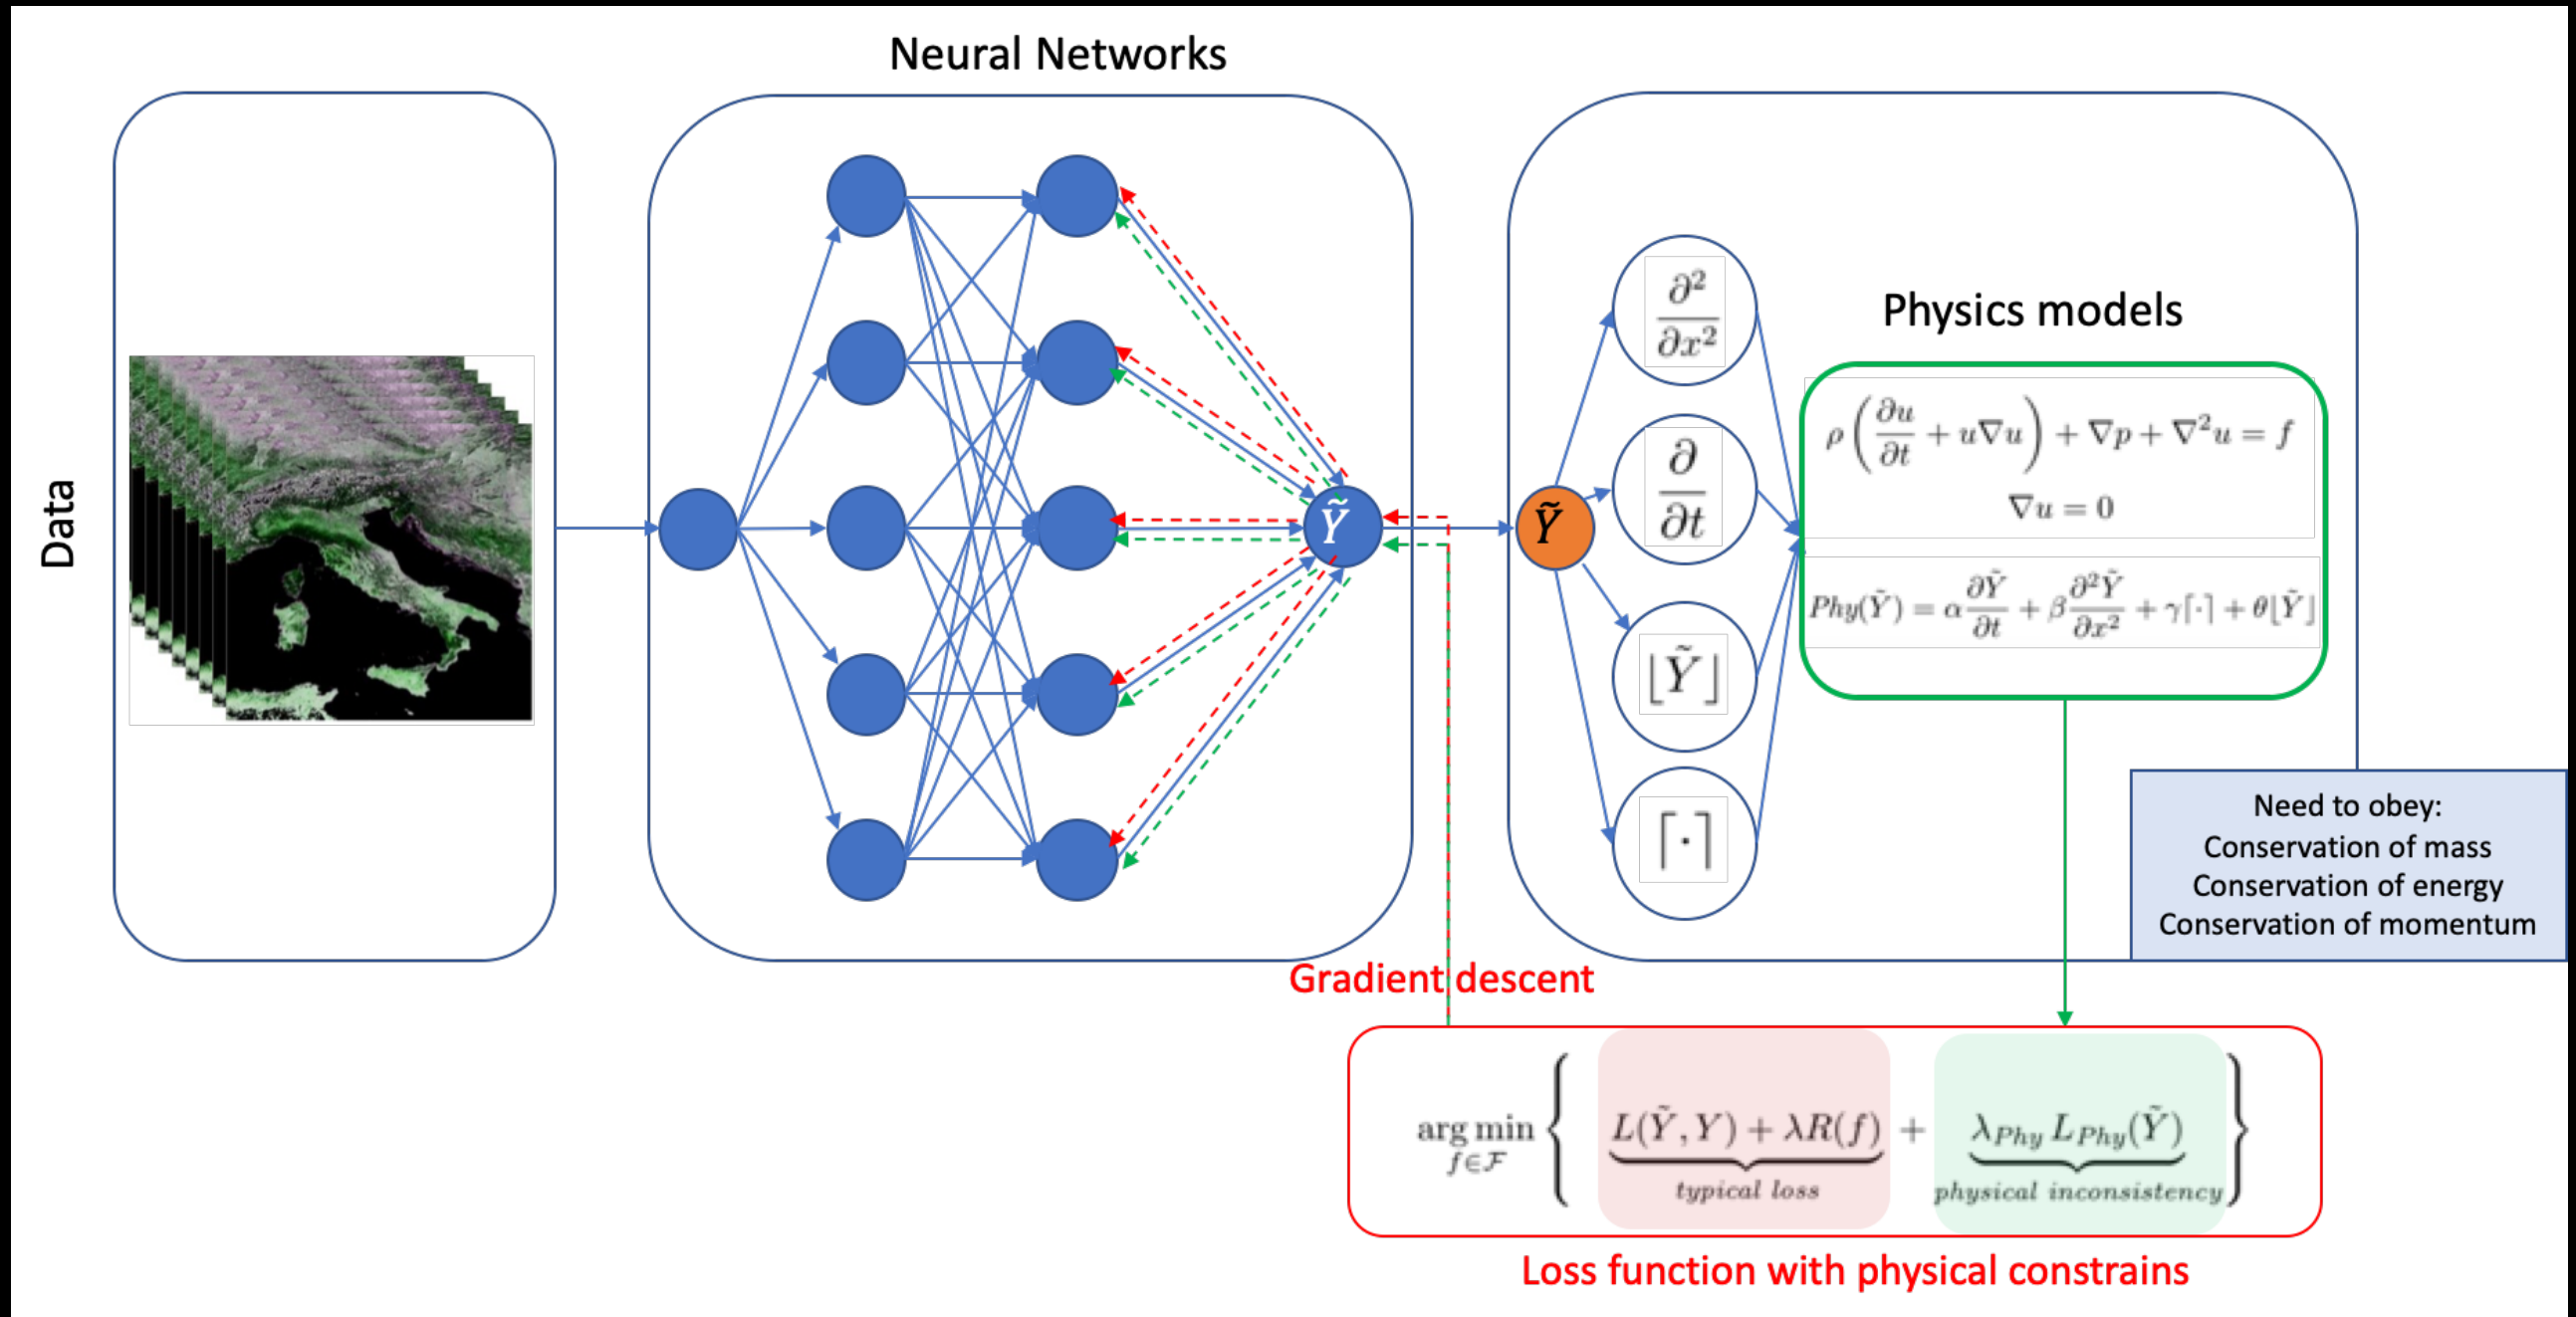 Neural Networks
Data
Ỹ
Ỹ
∂²/∂x²
∂/∂t
⌊Ỹ⌋
⌈·⌉
Physics models
ρ(∂u/∂t + u∇u) + ∇p + ∇²u = f
∇u = 0
Phy(Ỹ) = α ∂Ỹ/∂t + β ∂²Ỹ/∂x² + γ⌈·⌉ + θ⌊Ỹ⌋
Need to obey:
Conservation of mass
Conservation of energy
Conservation of momentum
Gradient descent
arg min f∈ℱ { L(Ỹ, Y) + λR(f) + λ_Phy L_Phy(Ỹ) }
typical loss
physical inconsistency
Loss function with physical constrains